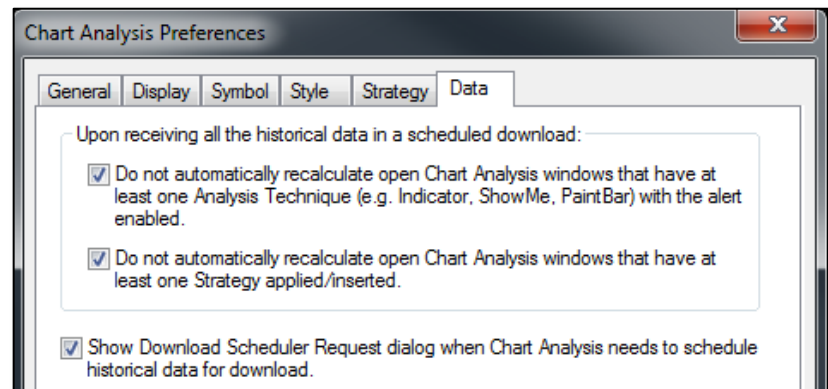 Chart Analysis Preferences
General Display Symbol Style Strategy Data
Upon receiving all the historical data in a scheduled download:
Do not automatically recalculate open Chart Analysis windows that have at
least one Analysis Technique (e.g. Indicator, ShowMe, PaintBar) with the alert
enabled.
Do not automatically recalculate open Chart Analysis windows that have at
least one Strategy applied/inserted.
Show Download Scheduler Request dialog when Chart Analysis needs to schedule
historical data for download.